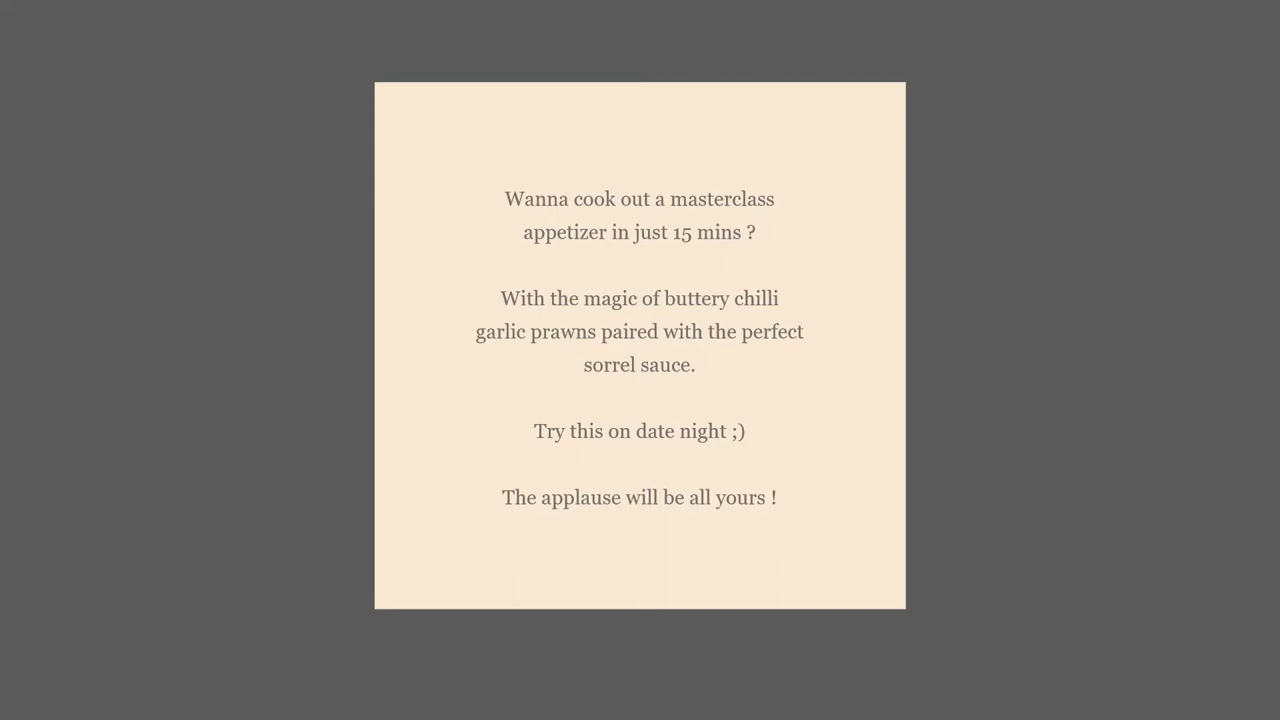 Wanna cook out a masterclass
appetizer in just 15 mins ?
With the magic of buttery chilli
garlic prawns paired with the perfect
sorrel sauce.
Try this on date night ;)
The applause will be all yours !